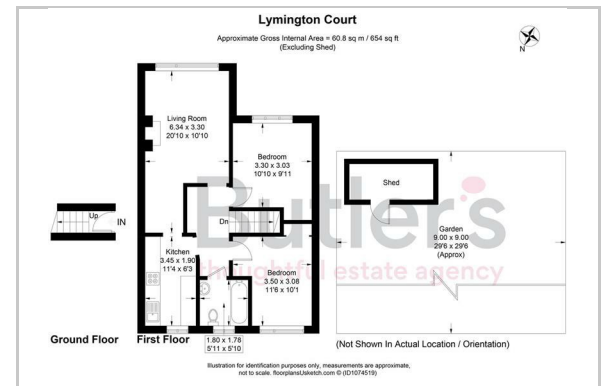 Lymington Court
Approximate Gross Internal Area = 60.8 sq m / 654 sq ft
(Excluding Shed)
N
Living Room
6.34 x 3.30
20'10 x 10'10
Bedroom
3.30 x 3.03
10'10 x 9'11
Shed
Up
IN
Dn
Butler's
thoughtful estate agency
Garden
9.00 x 9.00
29'6 x 29'6
(Approx)
Kitchen
3.45 x 1.90
11'4 x 6'3
Bedroom
3.50 x 3.08
11'6 x 10'1
Ground Floor
First Floor
1.80 x 1.78
5'11 x 5'10
(Not Shown In Actual Location / Orientation)
Illustration for identification purposes only, measurements are approximate,
not to scale. floorplansUsketch.com © (ID1074519)